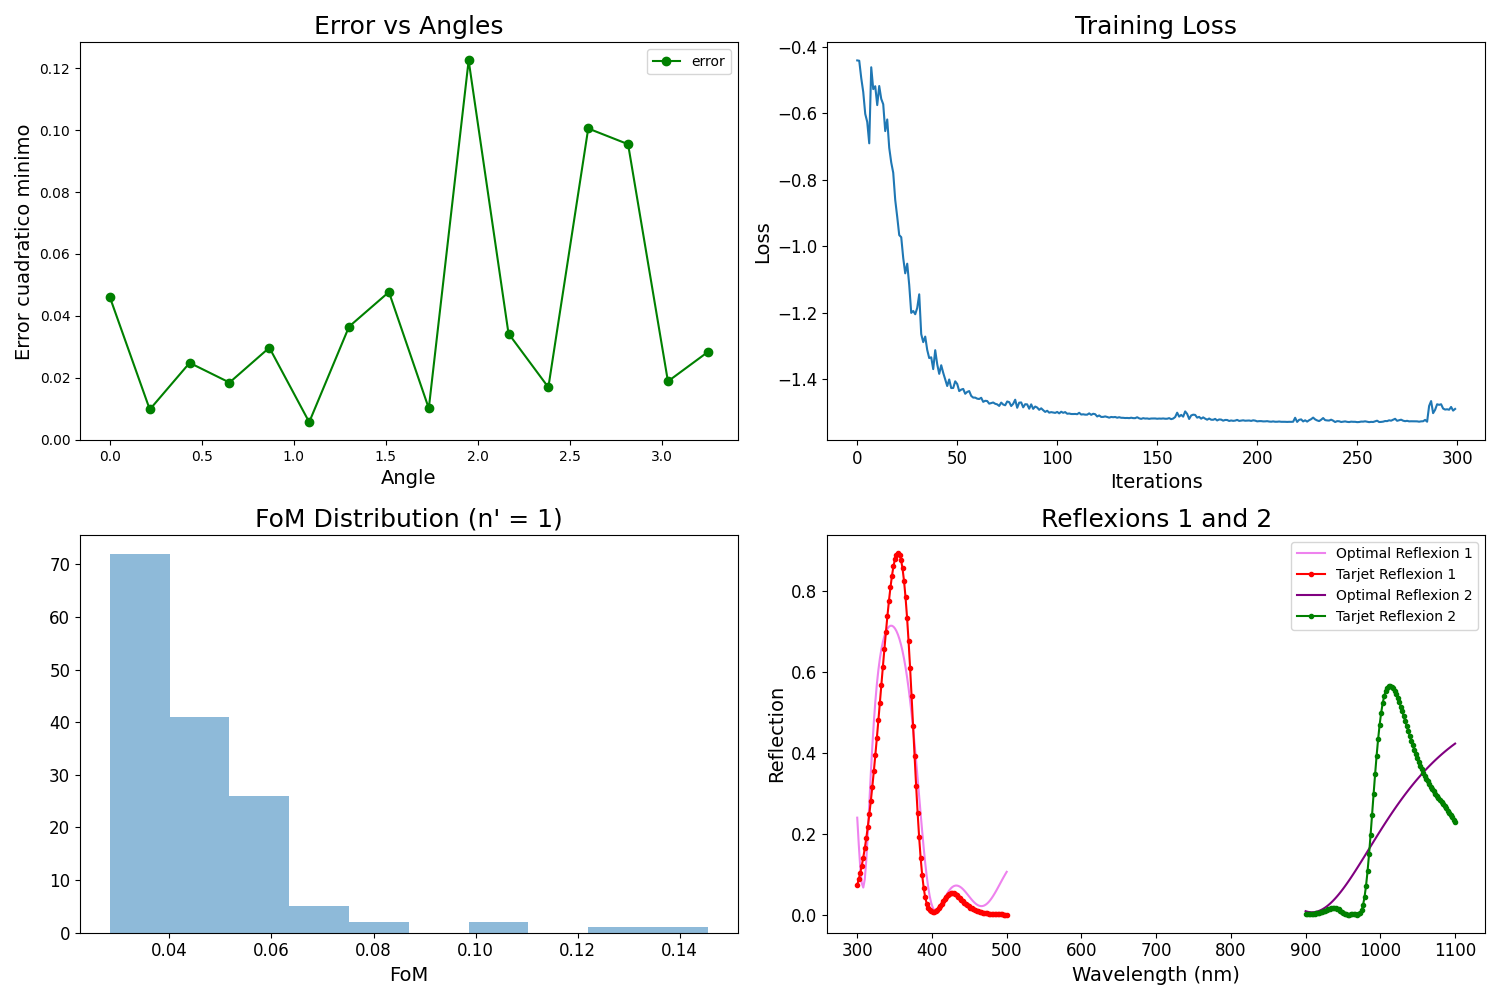 Error vs Angles
error
Error cuadratico minimo
0.12
0.10
0.08
0.06
0.04
0.02
0.00
0.0 0.5 1.0 1.5 2.0 2.5 3.0
Angle
Training Loss
Loss
−0.4
−0.6
−0.8
−1.0
−1.2
−1.4
0 50 100 150 200 250 300
Iterations
FoM Distribution (n' = 1)
70
60
50
40
30
20
10
0
0.04 0.06 0.08 0.10 0.12 0.14
FoM
Reflexions 1 and 2
Optimal Reflexion 1
Tarjet Reflexion 1
Optimal Reflexion 2
Tarjet Reflexion 2
Reflection
0.8
0.6
0.4
0.2
0.0
300 400 500 600 700 800 900 1000 1100
Wavelength (nm)